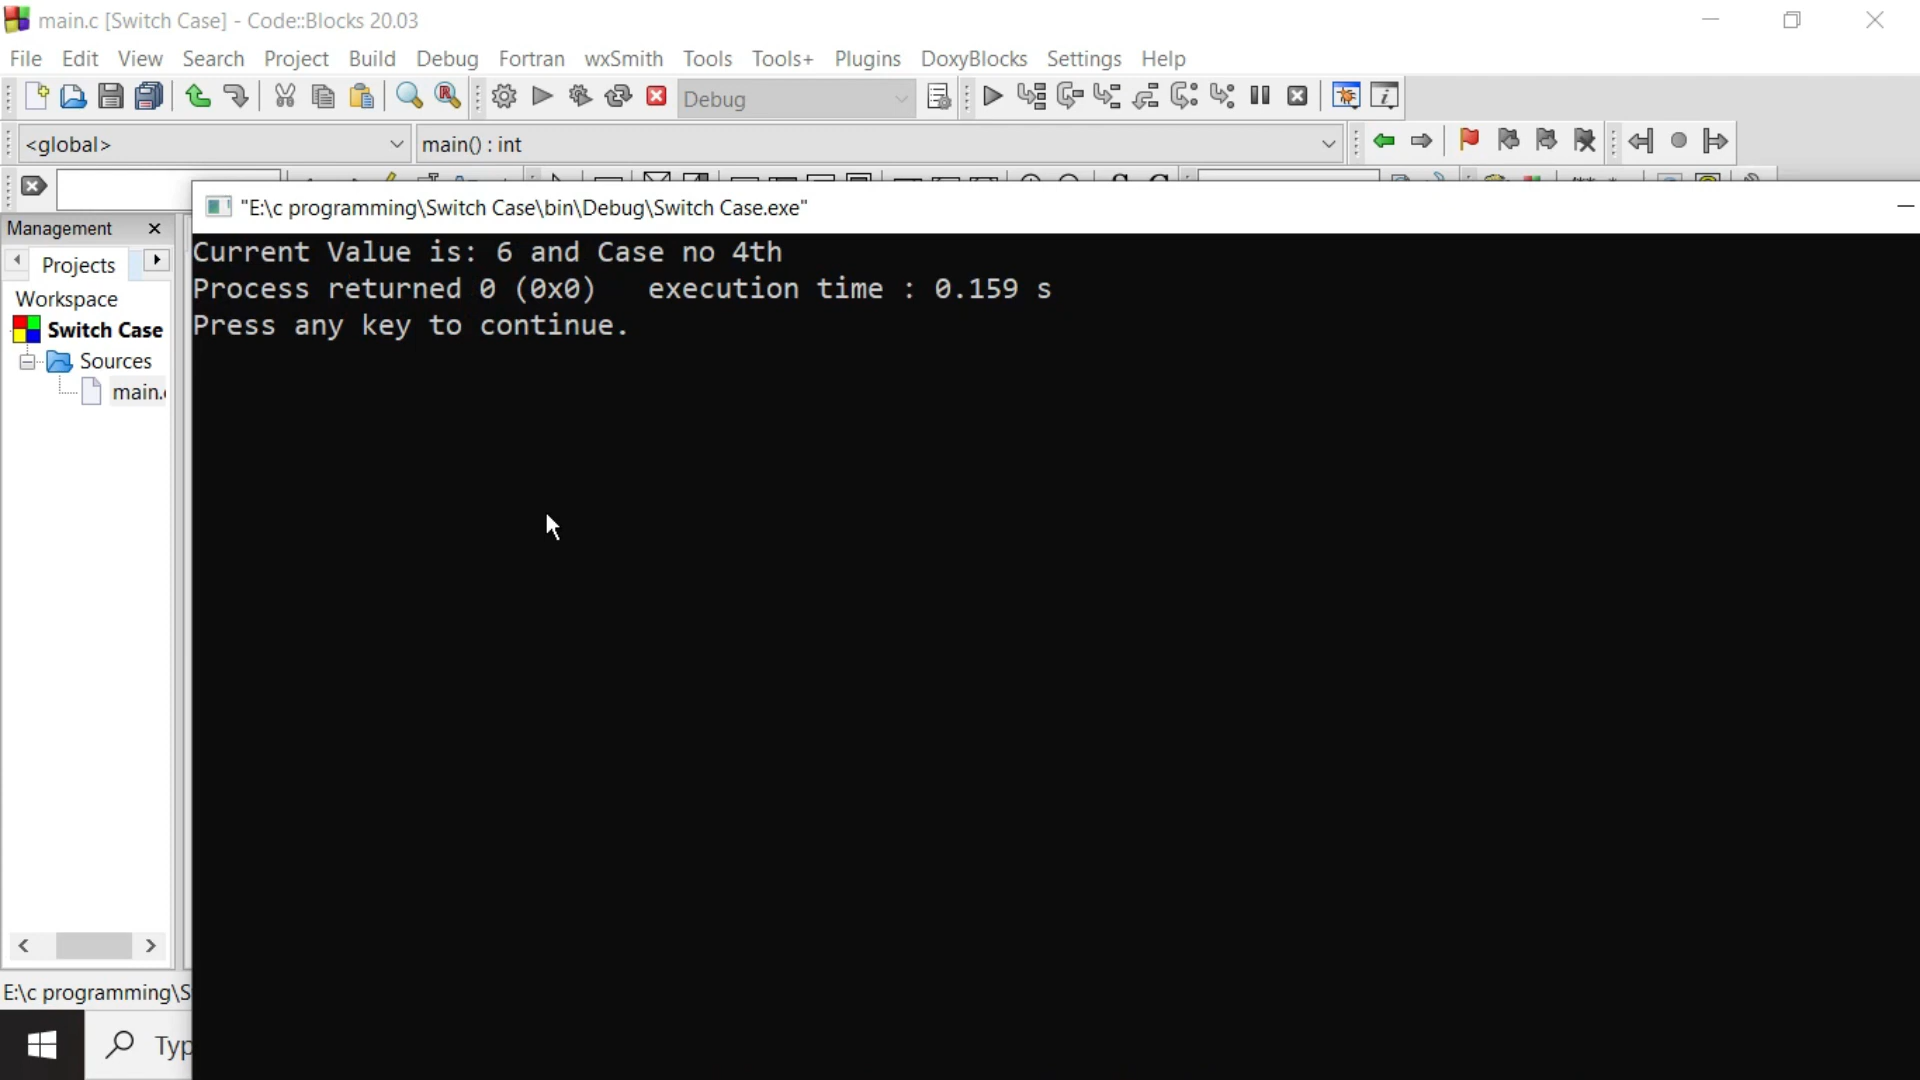 main.c [Switch Case] - Code::Blocks 20.03
File Edit View Search Project Build Debug Fortran wxSmith Tools Tools+ Plugins DoxyBlocks Settings Help
Debug
<global> main() : int
"E:\c programming\Switch Case\bin\Debug\Switch Case.exe"
Management
Projects
Workspace
Switch Case
Sources
main.
Current Value is: 6 and Case no 4th
Process returned 0 (0x0)   execution time : 0.159 s
Press any key to continue.
E:\c programming\S
Typ